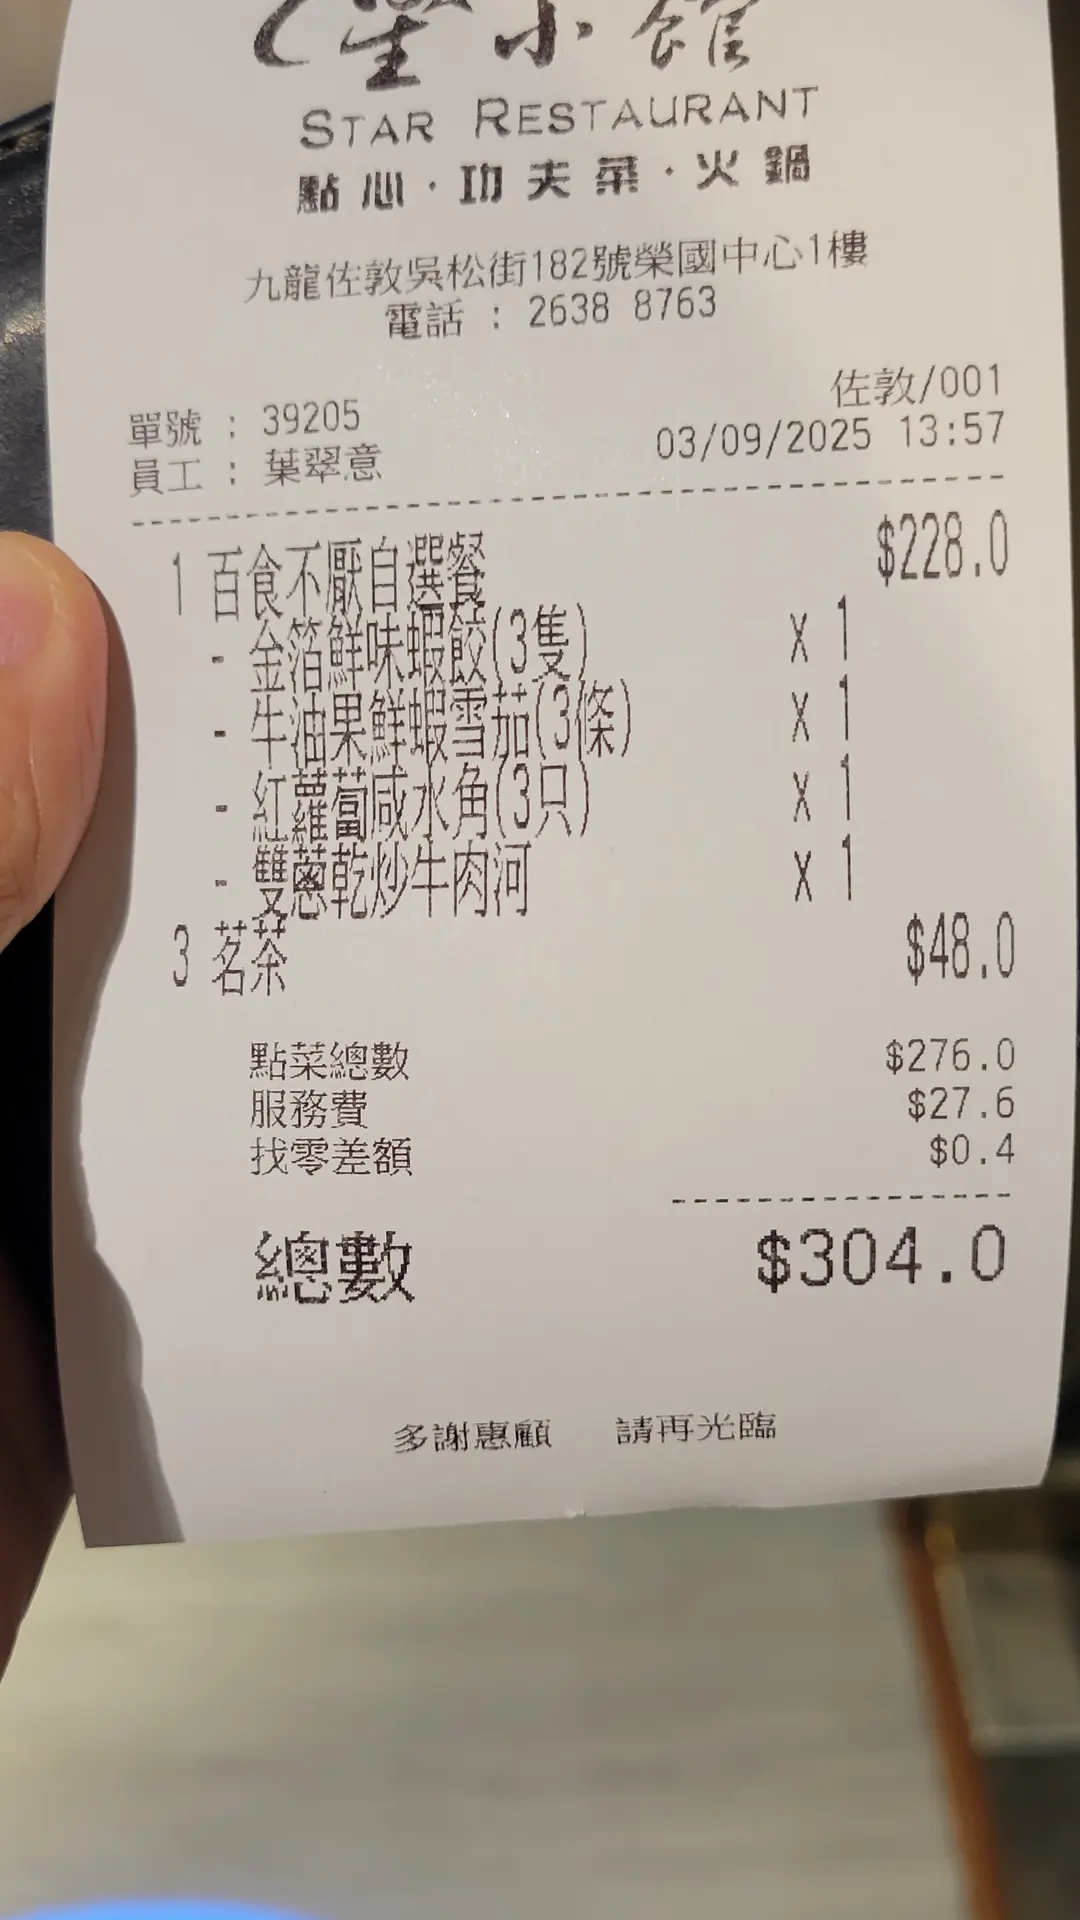 星小館
STAR RESTAURANT
點心·功夫菜·火鍋
九龍佐敦吳松街182號榮國中心1樓
電話 : 2638 8763
佐敦/001
單號 : 39205
03/09/2025 13:57
員工 : 葉翠意
1 百食不厭自選餐 $228.0
- 金箔鮮味蝦餃(3隻) X 1
- 牛油果鮮蝦雪茄(3條) X 1
- 紅蘿蔔咸水角(3只) X 1
- 雙蔥乾炒牛肉河 X 1
3 茗茶 $48.0
點菜總數 $276.0
服務費 $27.6
找零差額 $0.4
總數 $304.0
多謝惠顧 請再光臨